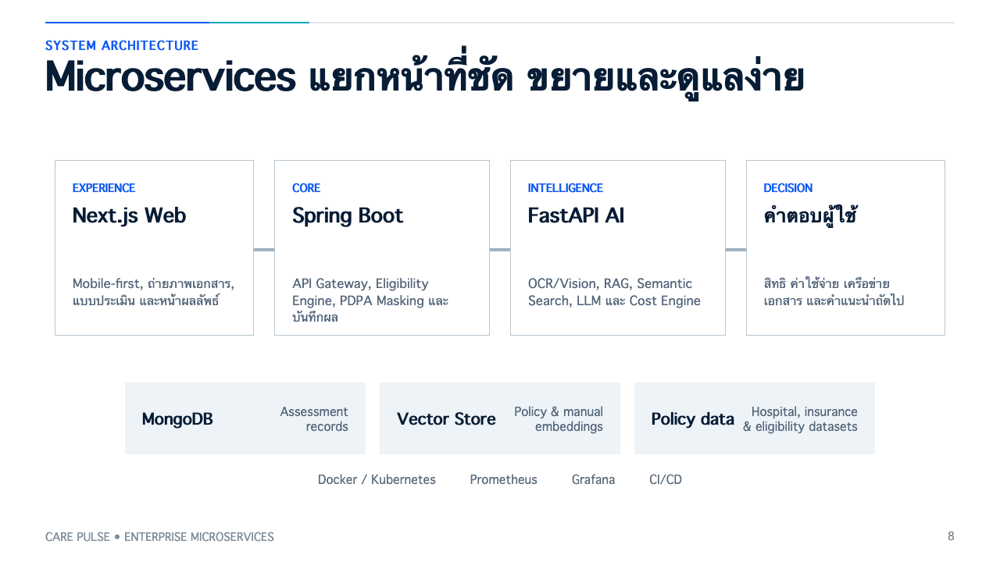 SYSTEM ARCHITECTURE
Microservices แยกหน้าที่ชัด ขยายและดูแลง่าย
EXPERIENCE
Next.js Web
Mobile-first, ถ่ายภาพเอกสาร,
แบบประเมิน และหน้าผลลัพธ์
CORE
Spring Boot
API Gateway, Eligibility
Engine, PDPA Masking และ
บันทึกผล
INTELLIGENCE
FastAPI AI
OCR/Vision, RAG, Semantic
Search, LLM และ Cost Engine
DECISION
คำตอบผู้ใช้
สิทธิ ค่าใช้จ่าย เครือข่าย
เอกสาร และคำแนะนำถัดไป
MongoDB
Assessment
records
Vector Store
Policy & manual
embeddings
Policy data
Hospital, insurance
& eligibility datasets
Docker / Kubernetes Prometheus Grafana CI/CD
CARE PULSE • ENTERPRISE MICROSERVICES
8